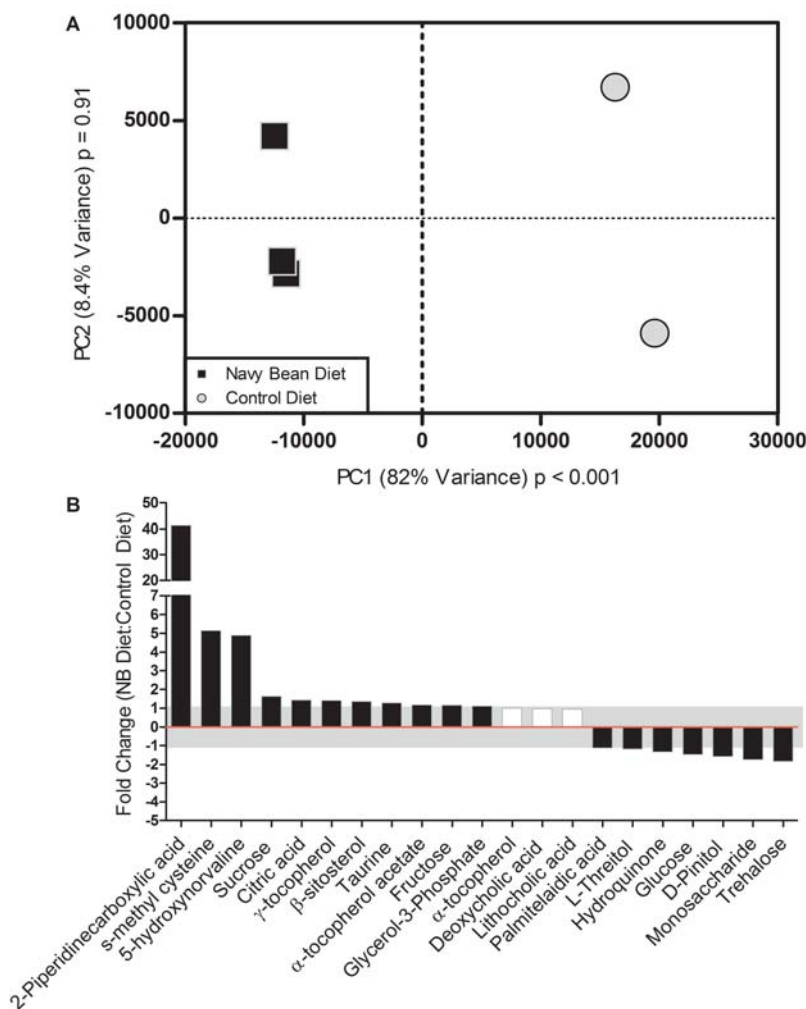 A
10000
5000
0
-5000
-10000
PC2 (8.4% Variance) p = 0.91
Navy Bean Diet
Control Diet
-20000 -10000 0 10000 20000 30000
PC1 (82% Variance) p < 0.001
B
Fold Change (NB Diet:Control Diet)
50
40
30
20
7
6
5
4
3
2
1
0
-1
-2
-3
-4
-5
2-Piperidinecarboxylic acid
s-methyl cysteine
5-hydroxynorvaline
Sucrose
Citric acid
γ-tocopherol
β-sitosterol
Taurine
α-tocopherol acetate
Fructose
Glycerol-3-Phosphate
α-tocopherol
Deoxycholic acid
Lithocholic acid
Palmitelaidic acid
L-Threitol
Hydroquinone
Glucose
D-Pinitol
Monosaccharide
Trehalose